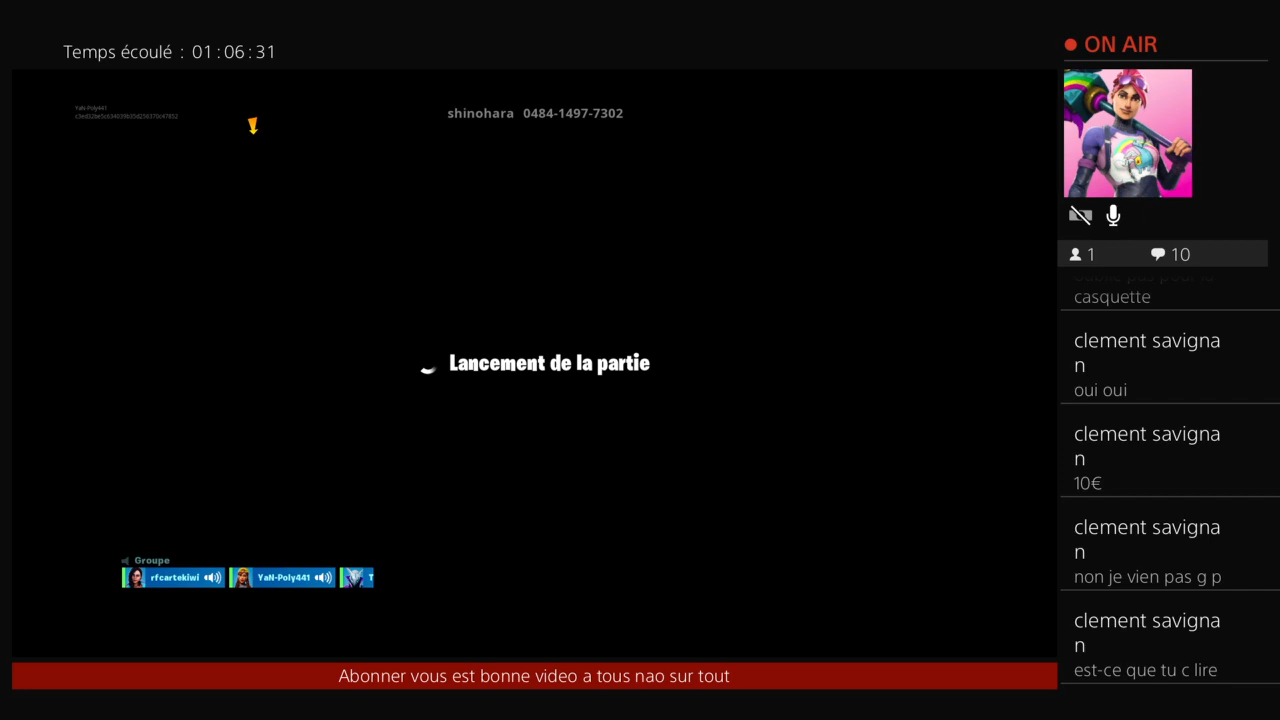 Temps écoulé : 01:06:31
ON AIR
YaN-Poly441
shinohara 0484-1497-7302
1 10
casquette
clement savigna
n
oui oui
clement savigna
n
10€
clement savigna
n
non je vien pas g p
clement savigna
n
est-ce que tu c lire
Lancement de la partie
Groupe
rfcartekiwi YaN-Poly441 T
Abonner vous est bonne video a tous nao sur tout